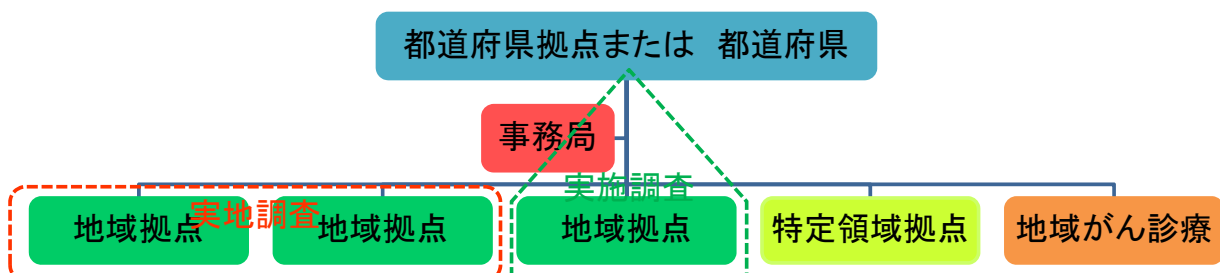 都道府県拠点または　都道府県
事務局
実施調査
実地調査
地域拠点
地域拠点
地域拠点
特定領域拠点
地域がん診療